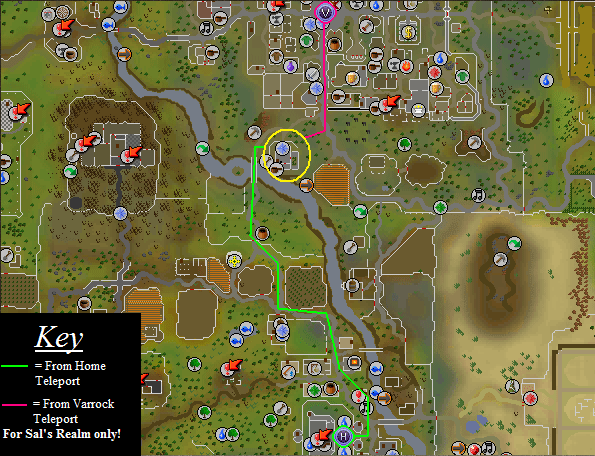 V
H
Key
= From Home
Teleport
= From Varrock
Teleport
For Sal's Realm only!